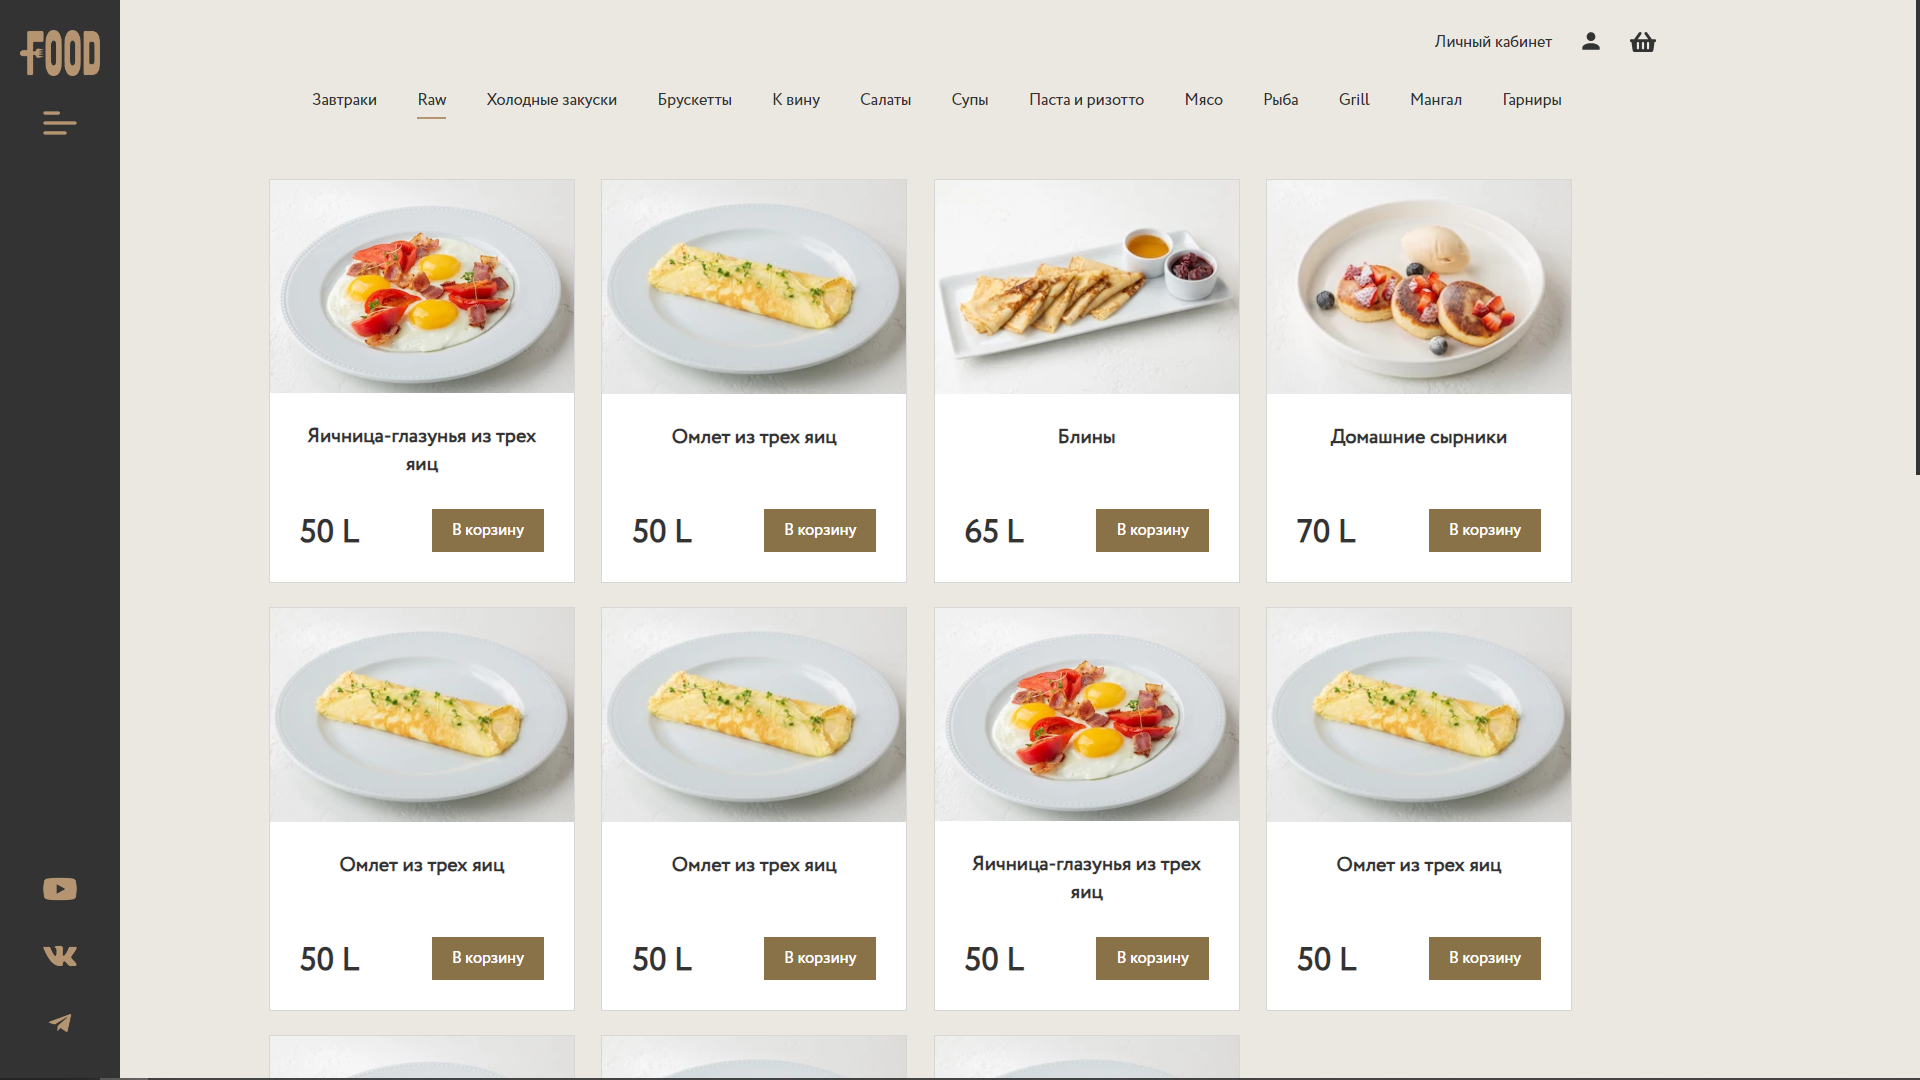 FOOD
Личный кабинет
Завтраки Raw Холодные закуски Брускетты К вину Салаты Супы Паста и ризотто Мясо Рыба Grill Мангал Гарниры
Яичница-глазунья из трех
яиц
50 L В корзину
Омлет из трех яиц
50 L В корзину
Блины
65 L В корзину
Домашние сырники
70 L В корзину
Омлет из трех яиц
50 L В корзину
Омлет из трех яиц
50 L В корзину
Яичница-глазунья из трех
яиц
50 L В корзину
Омлет из трех яиц
50 L В корзину